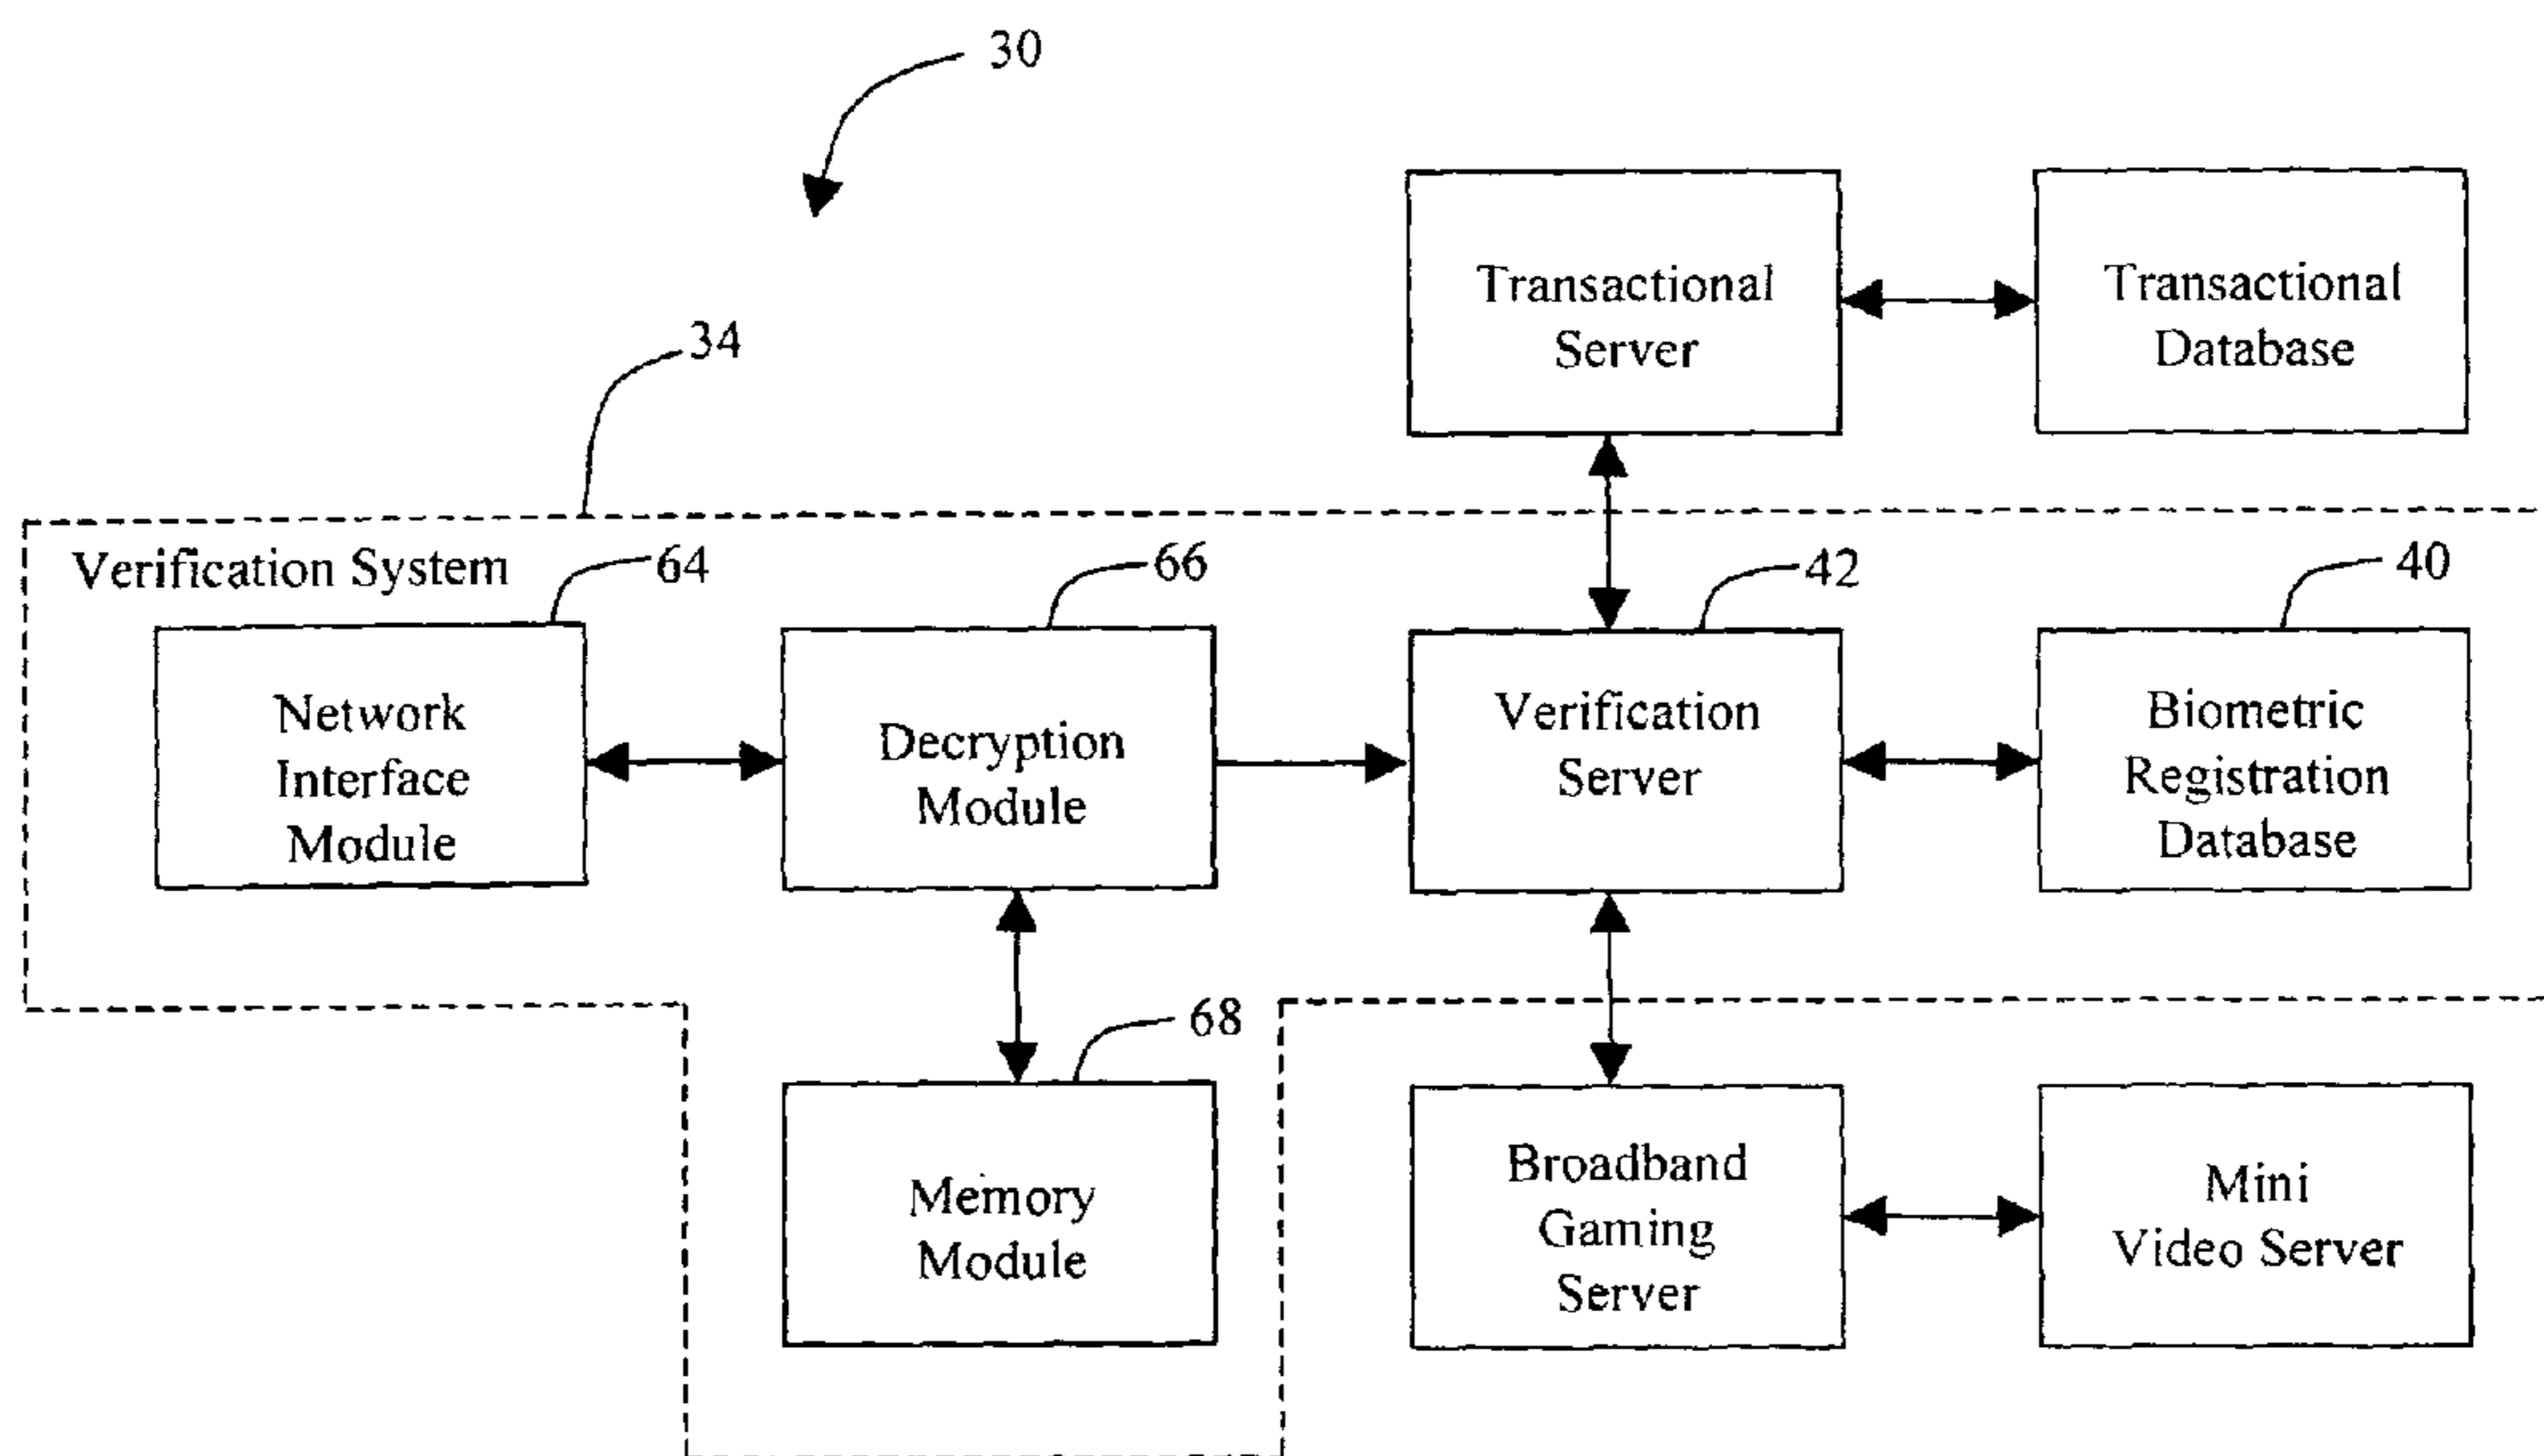 30
Transactional
Server
Transactional
Database
34
Verification System
64
66
42
40
Network
Interface
Module
Decryption
Module
Verification
Server
Biometric
Registration
Database
68
Memory
Module
Broadband
Gaming
Server
Mini
Video Server